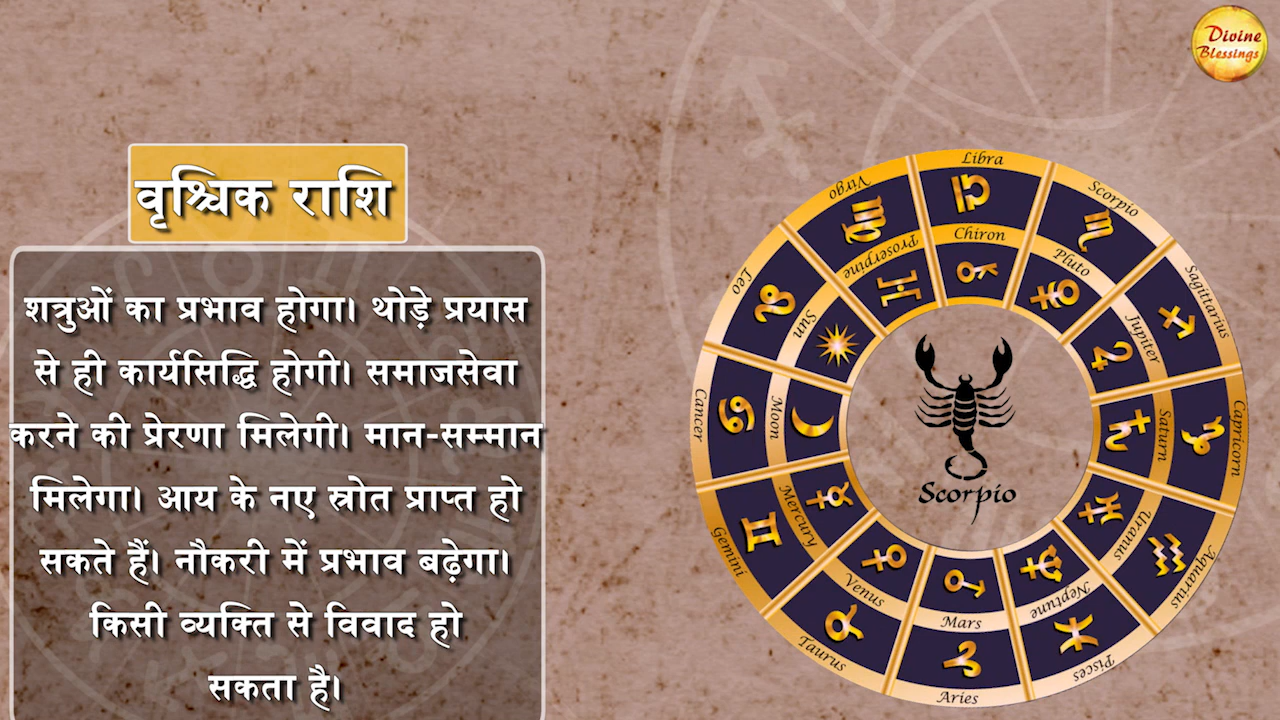 Divine
Blessings
वृश्चिक राशि
शत्रुओं का प्रभाव होगा। थोड़े प्रयास
से ही कार्यसिद्धि होगी। समाजसेवा
करने की प्रेरणा मिलेगी। मान-सम्मान
मिलेगा। आय के नए स्रोत प्राप्त हो
सकते हैं। नौकरी में प्रभाव बढ़ेगा।
किसी व्यक्ति से विवाद हो
सकता है।
Libra
Scorpio
Sagittarius
Capricorn
Aquarius
Pisces
Aries
Taurus
Gemini
Cancer
Leo
Virgo
Chiron
Pluto
Jupiter
Saturn
Uranus
Neptune
Mars
Venus
Mercury
Moon
Sun
Proserpine
Scorpio